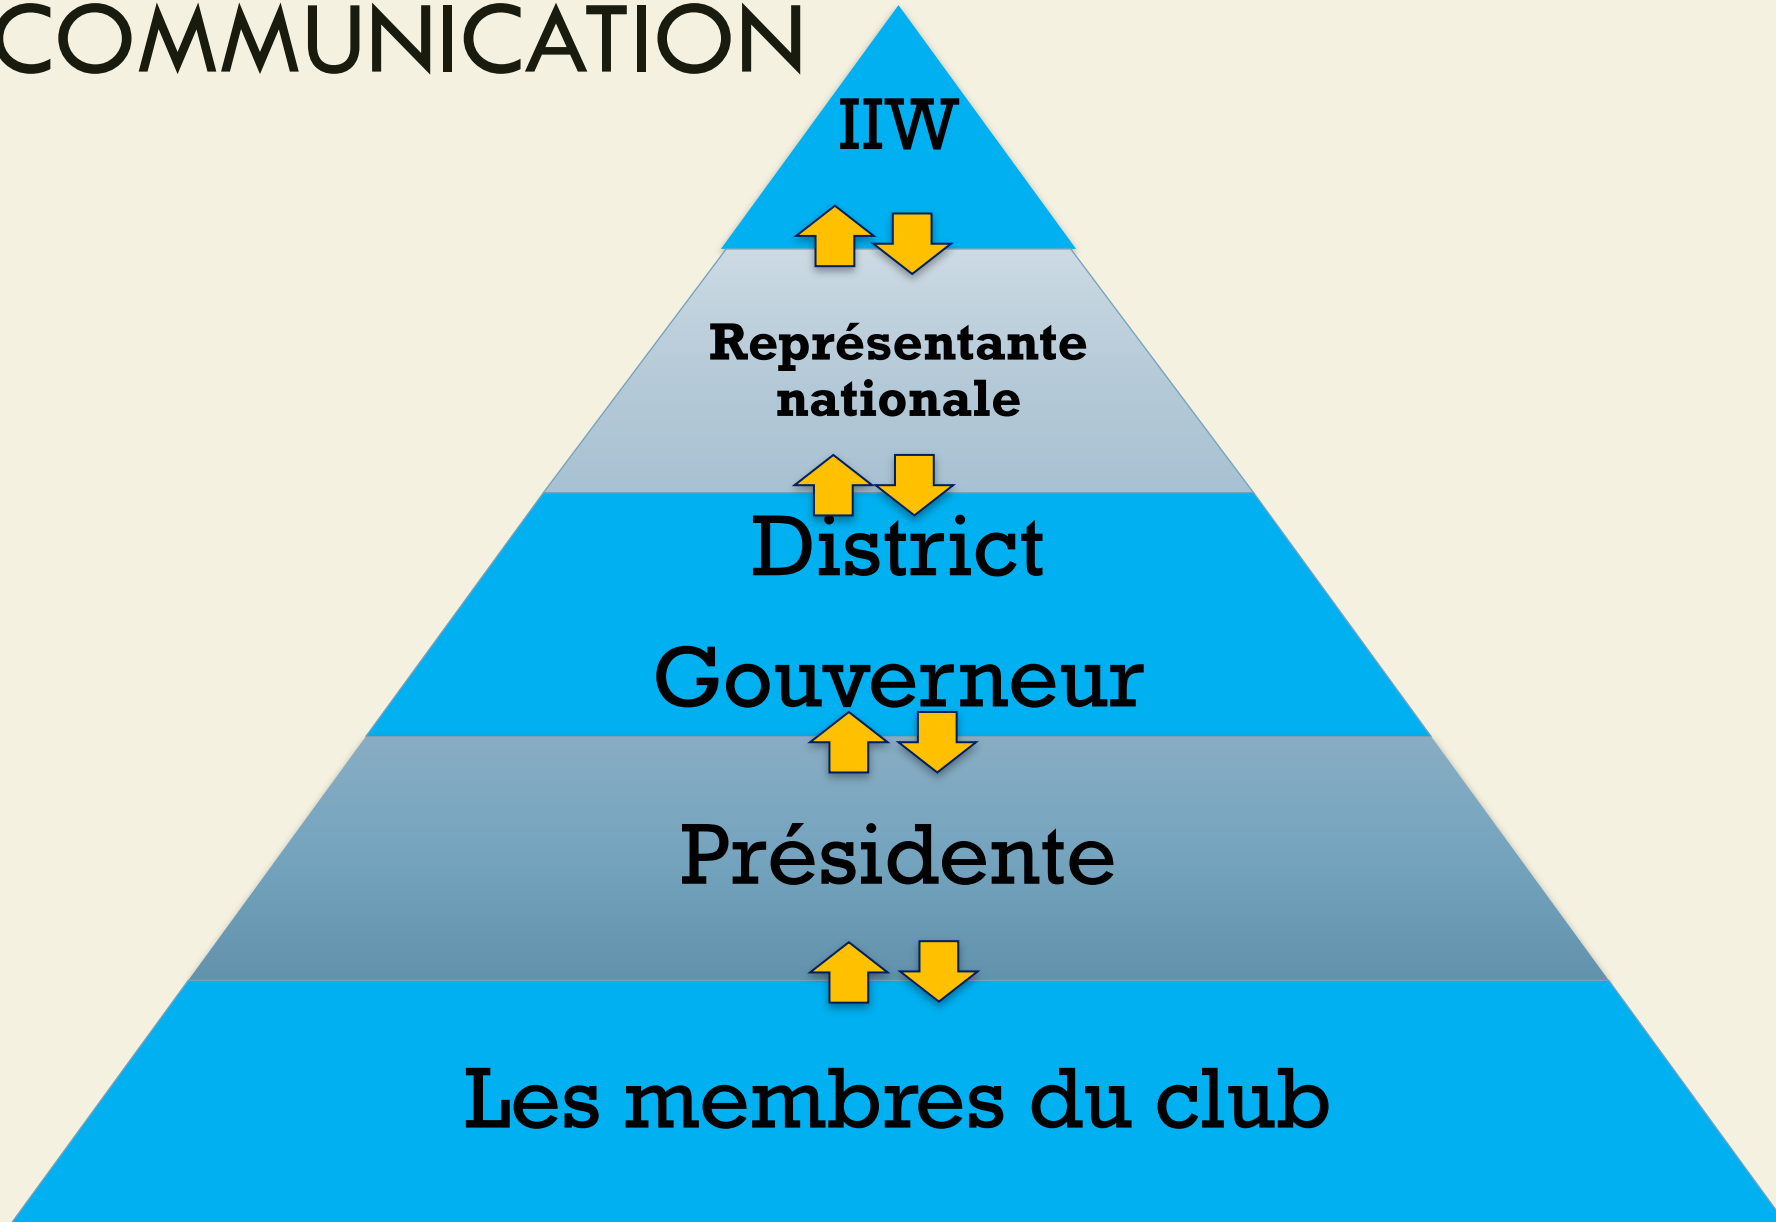 COMMUNICATION
IIW
Représentante
nationale
District
Gouverneur
Présidente
Les membres du club